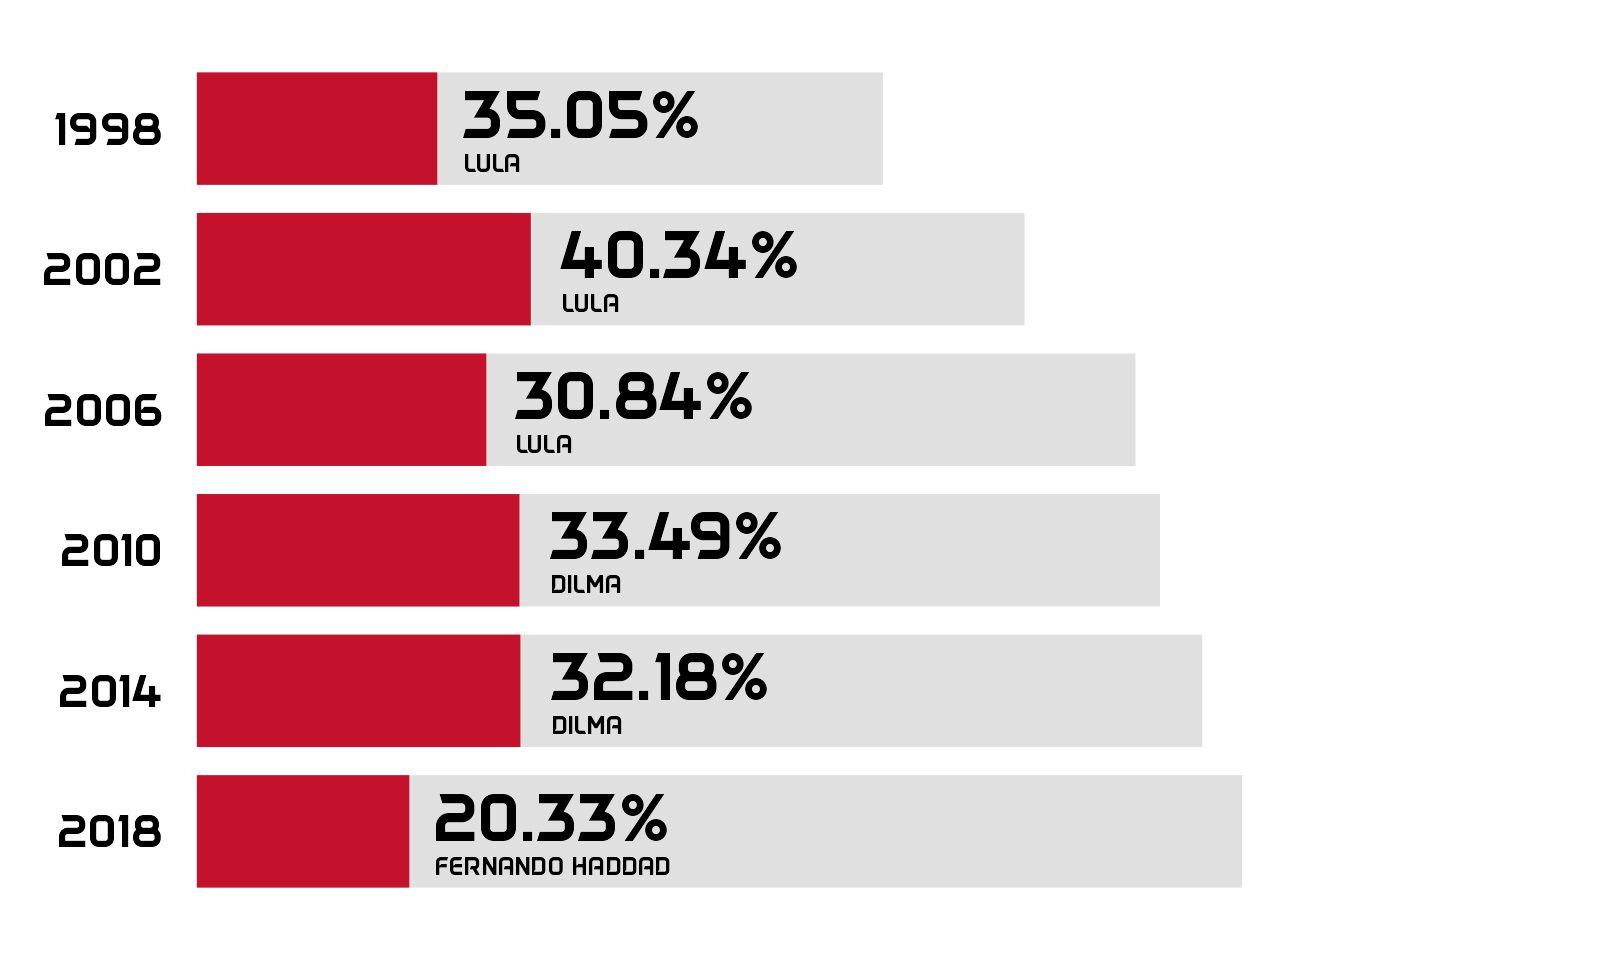 1998
35.05%
LULA
2002
40.34%
LULA
2006
30.84%
LULA
2010
33.49%
DILMA
2014
32.18%
DILMA
2018
20.33%
FERNANDO HADDAD